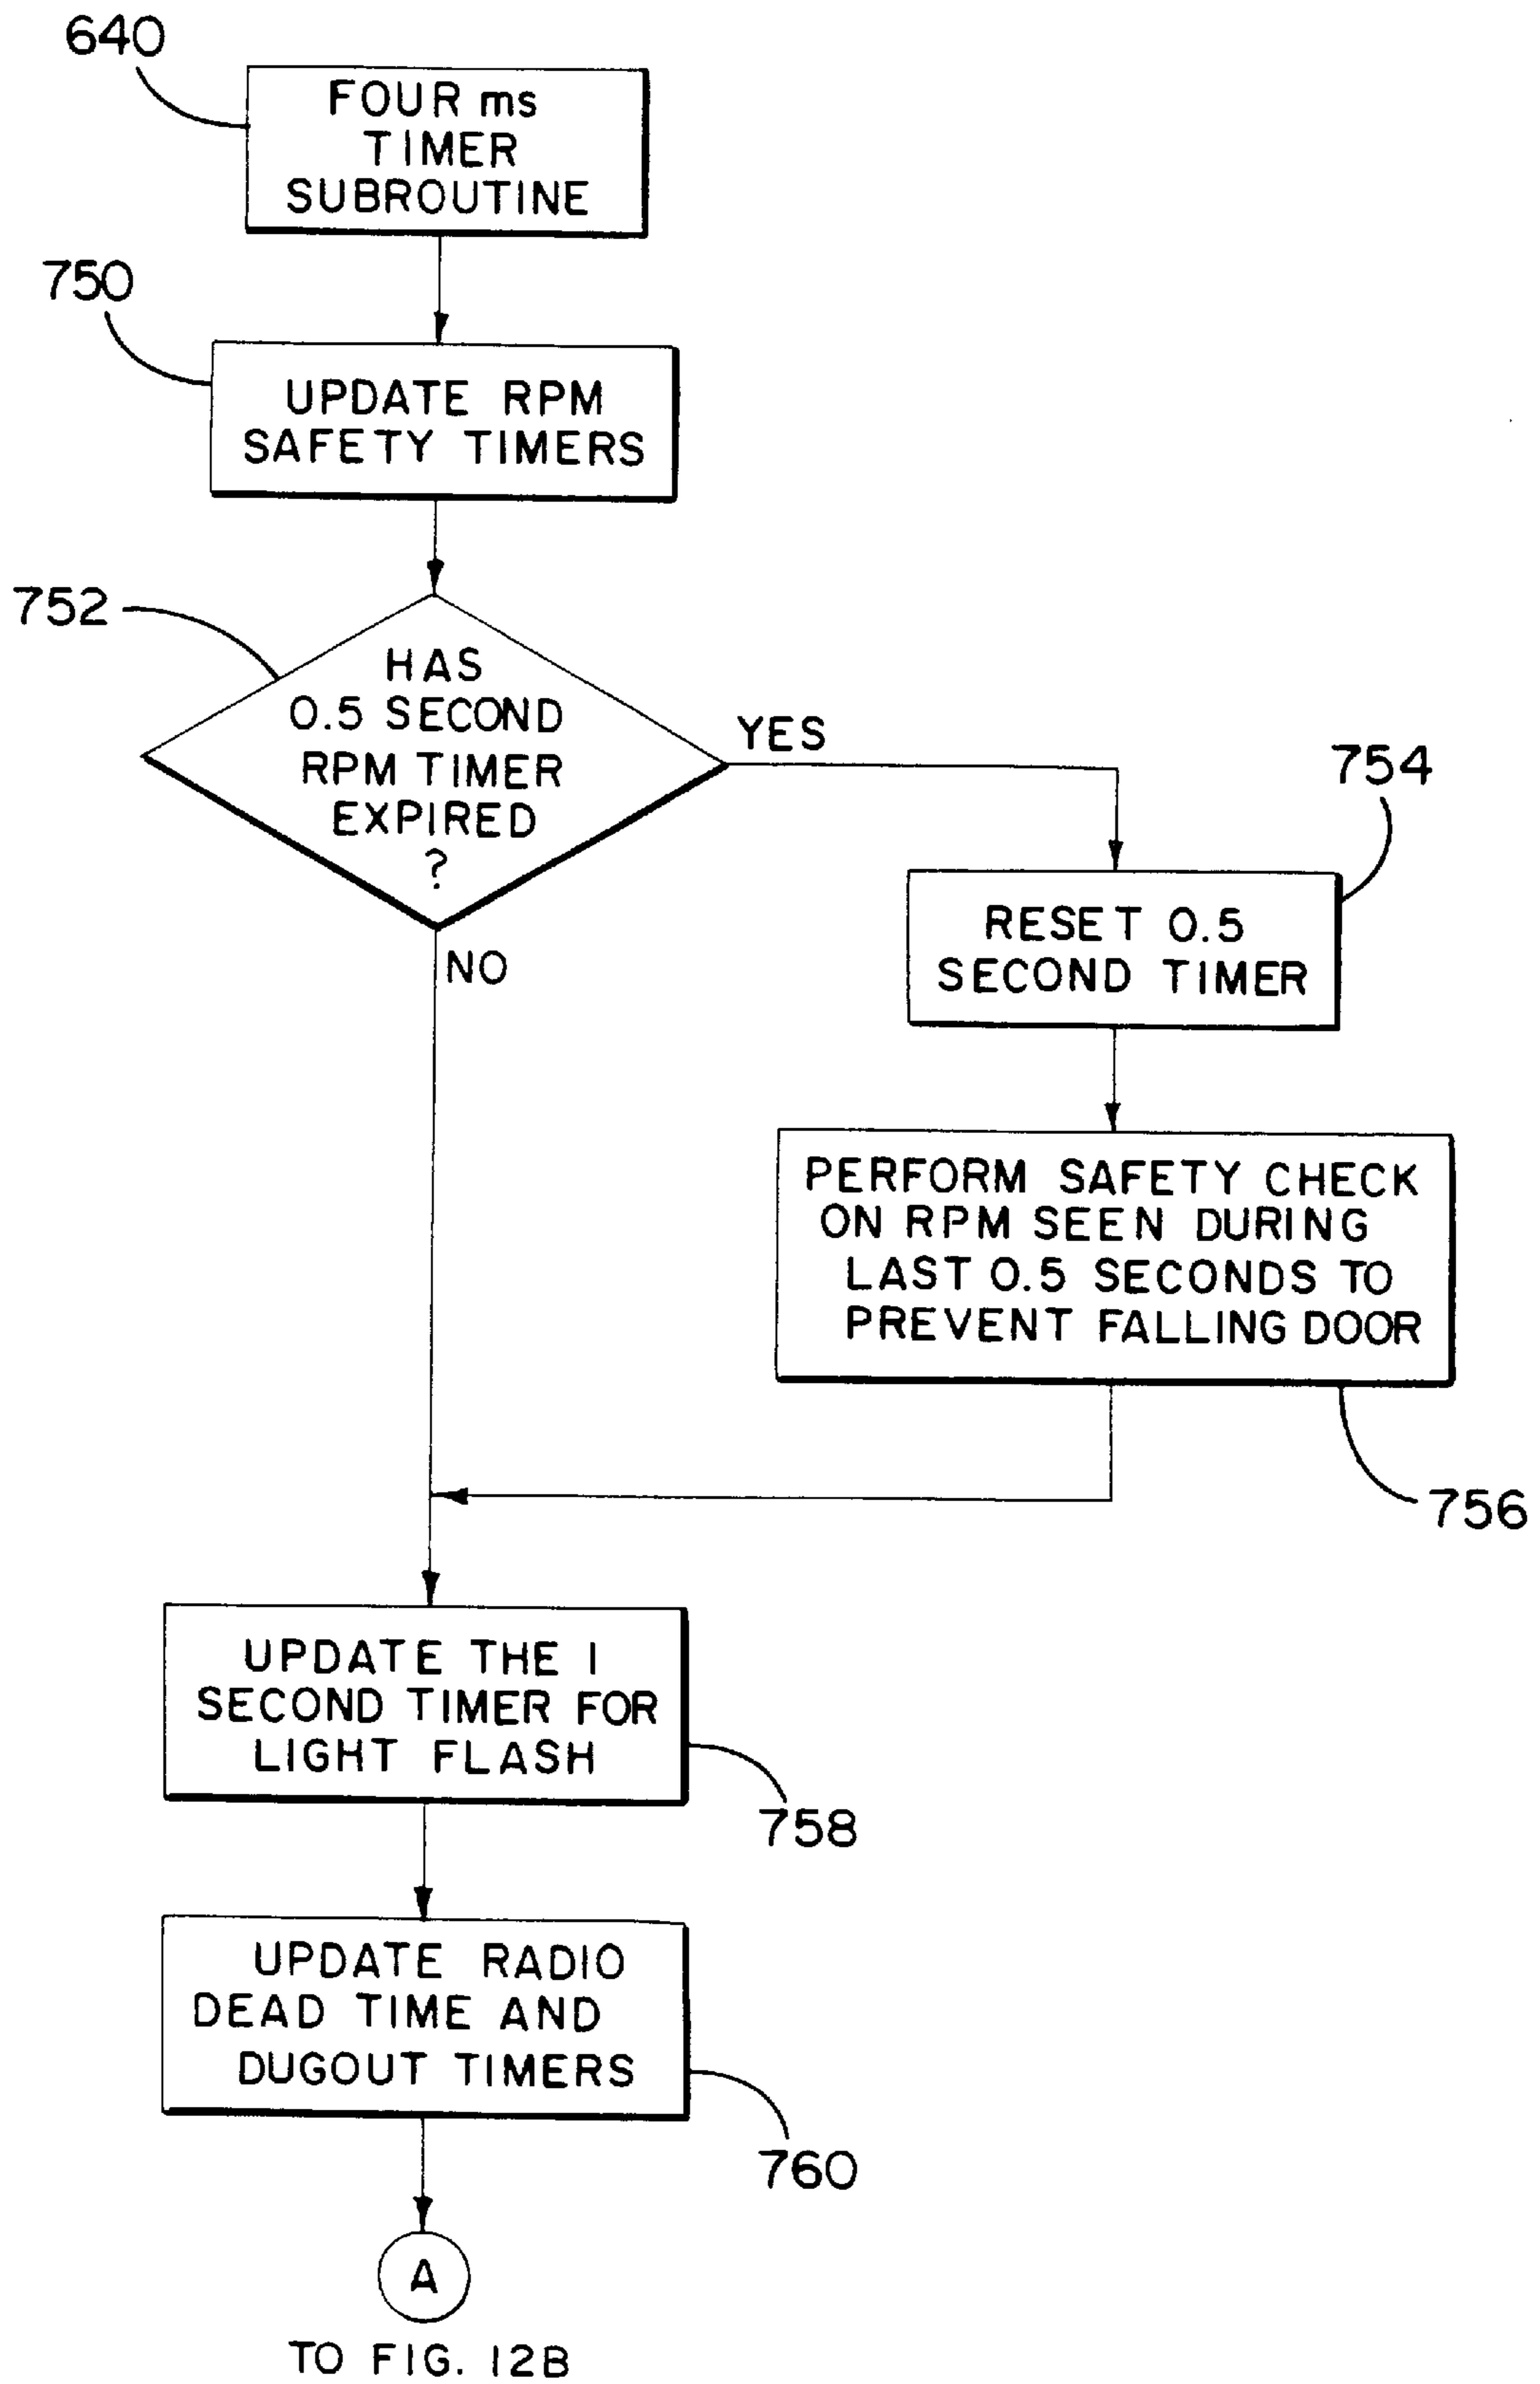 640
FOUR ms
TIMER
SUBROUTINE
750
UPDATE RPM
SAFETY TIMERS
752
HAS
0.5 SECOND
RPM TIMER
EXPIRED
?
YES
NO
754
RESET 0.5
SECOND TIMER
PERFORM SAFETY CHECK
ON RPM SEEN DURING
LAST 0.5 SECONDS TO
PREVENT FALLING DOOR
756
UPDATE THE 1
SECOND TIMER FOR
LIGHT FLASH
758
UPDATE RADIO
DEAD TIME AND
DUGOUT TIMERS
760
A
TO FIG. 12B